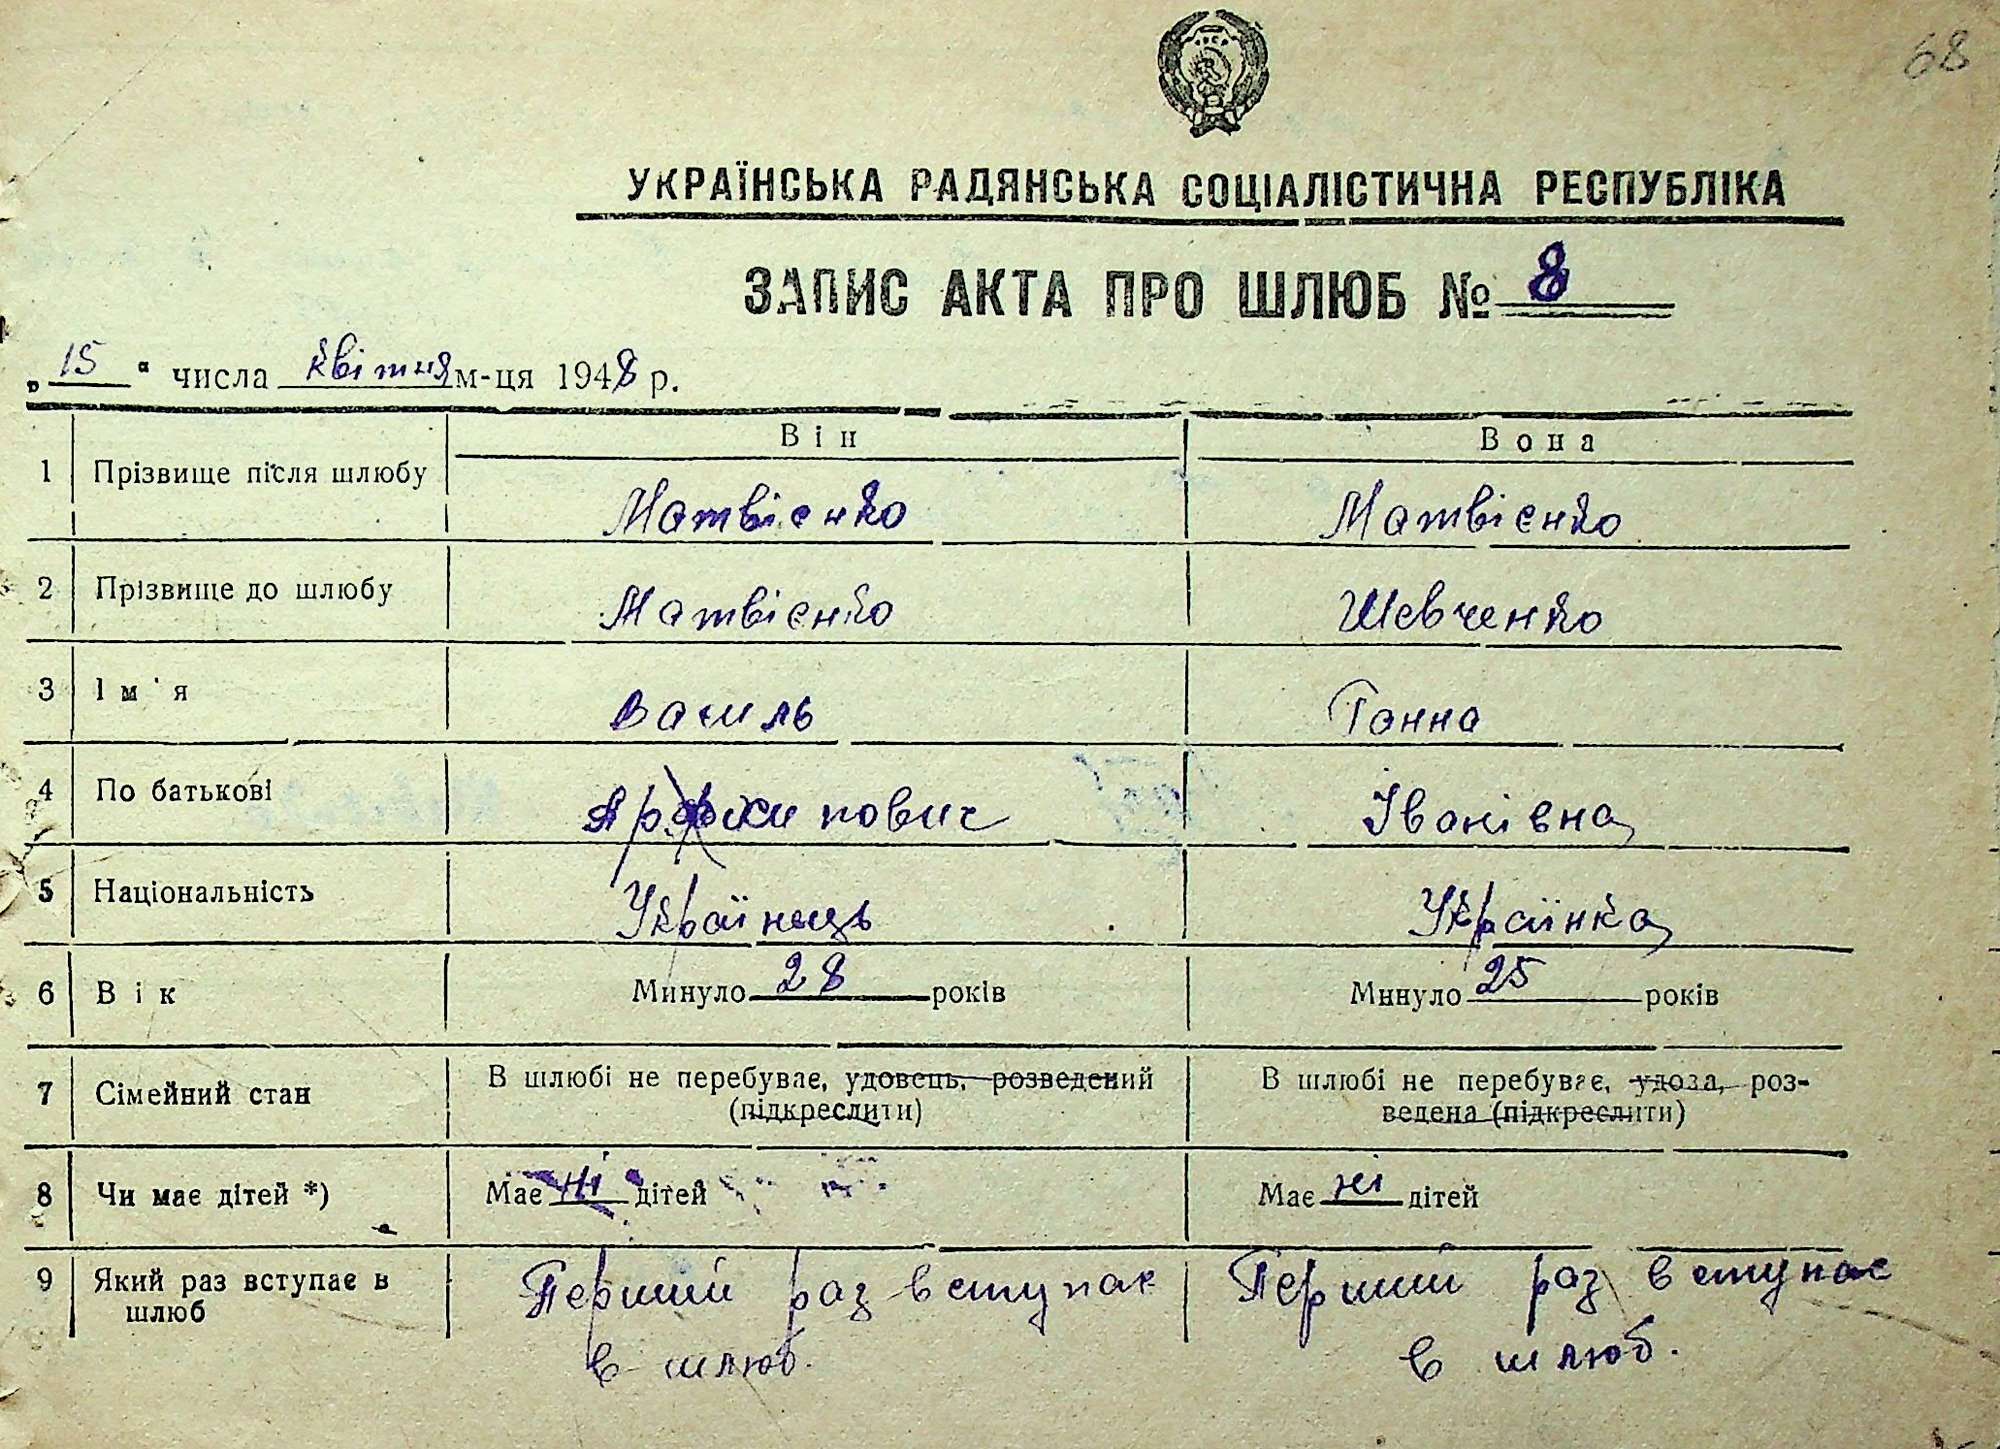 68
УКРАЇНСЬКА РАДЯНСЬКА СОЦІАЛІСТИЧНА РЕСПУБЛІКА
ЗАПИС АКТА ПРО ШЛЮБ № 8
„15“ числа квітня м-ця 1948 р.
Він Вона
1 Прізвище після шлюбу Матвієнко Матвієнко
2 Прізвище до шлюбу Матвієнко Шевченко
3 Ім'я Василь Ганна
4 По батькові Архипович Іванівна
5 Національність Українець Українка
6 Вік Минуло 28 років Минуло 25 років
7 Сімейний стан В шлюбі не перебуває, удовець, розведений В шлюбі не перебуває, удова, роз-
(підкреслити) ведена (підкреслити)
8 Чи має дітей *) Має ні дітей Має ні дітей
9 Який раз вступає в Перший раз вступає Перший раз вступає
шлюб в шлюб. в шлюб.